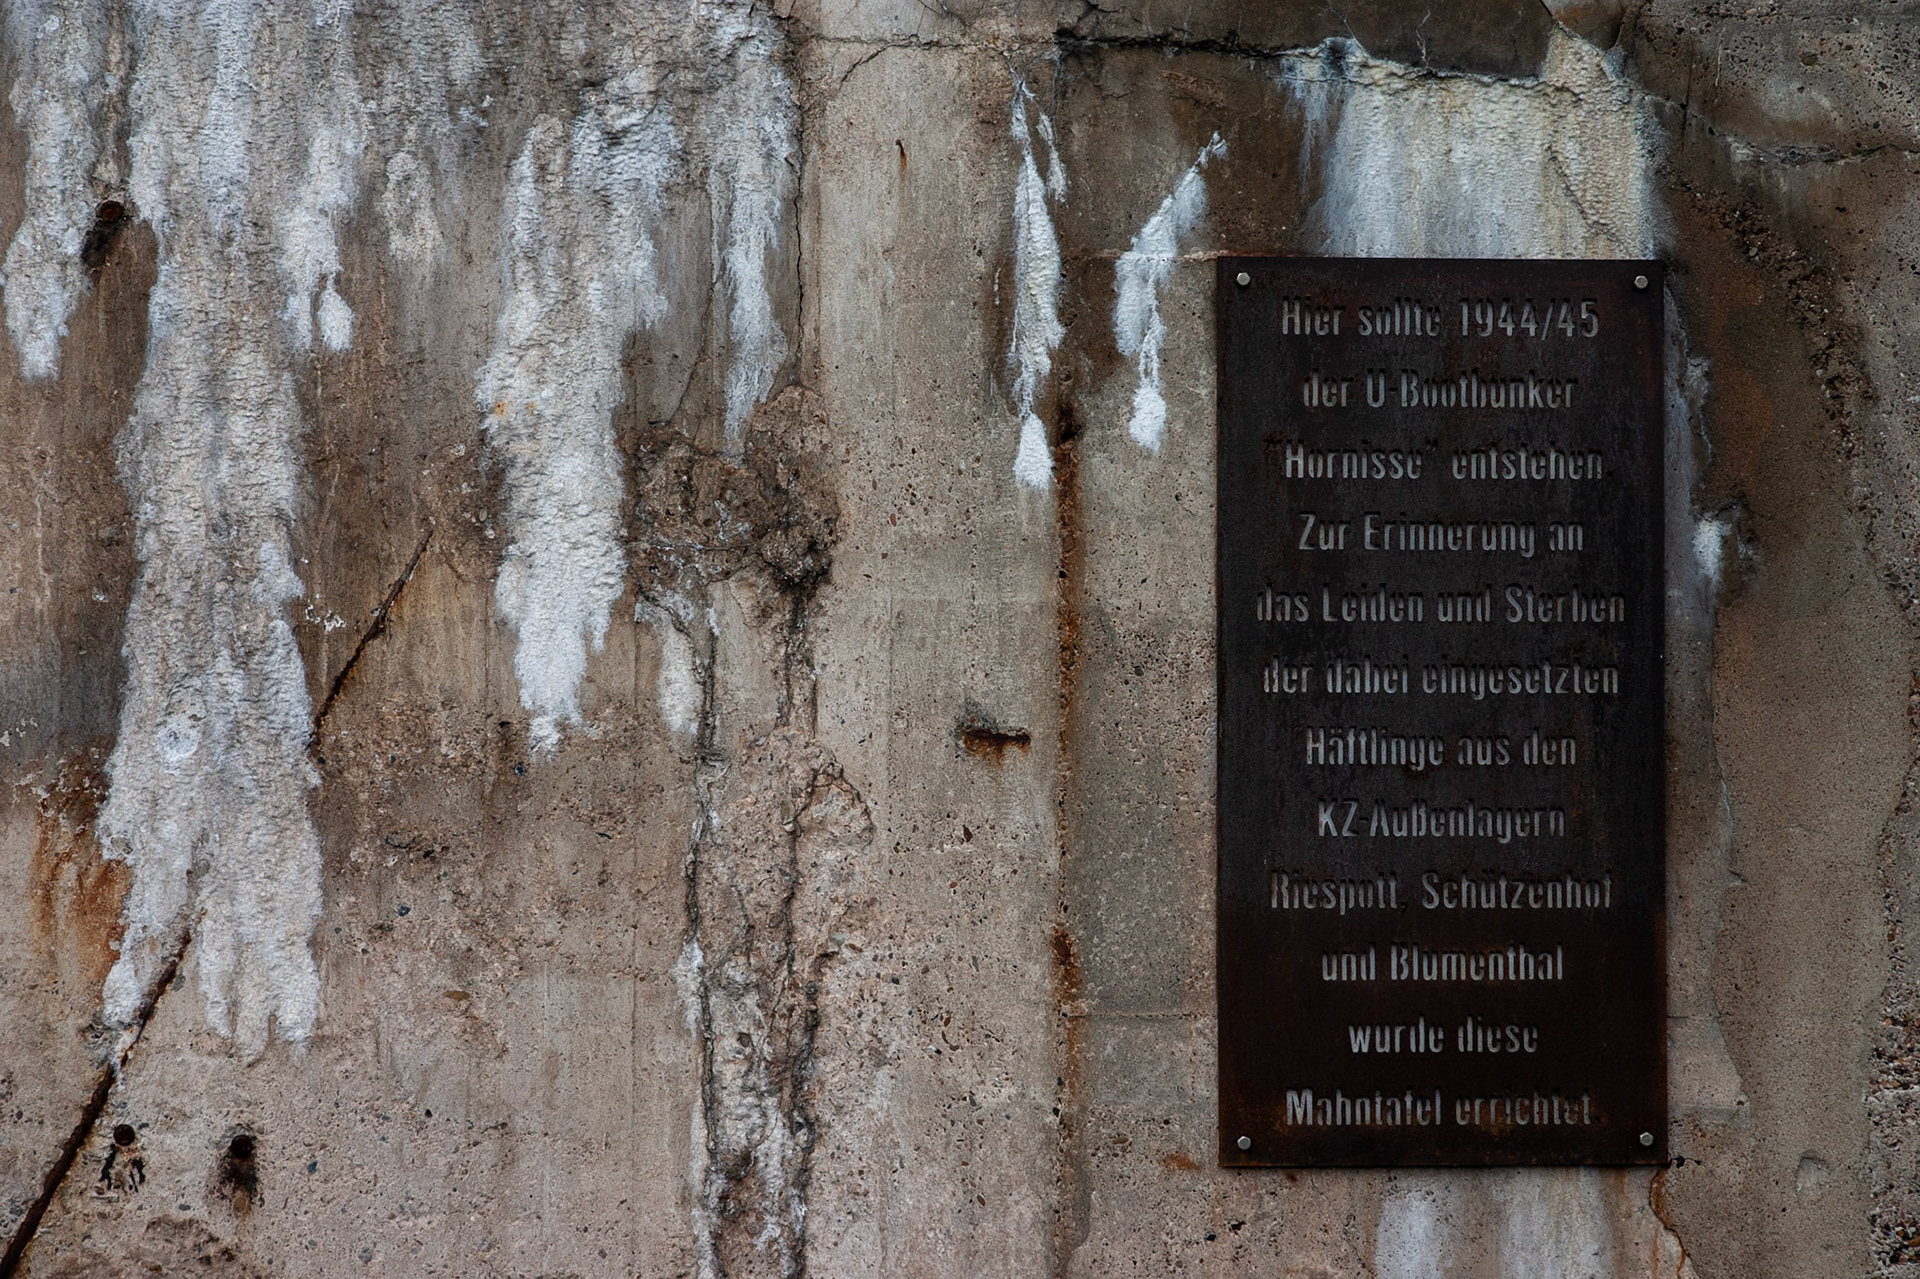 Hier sollte 1944/45
der U-Bootbunker
"Hornisse" entstehen.
Zur Erinnerung an
das Leiden und Sterben
der dabei eingesetzten
Häftlinge aus den
KZ-Außenlagern
Riespott, Schützenhof
und Blumenthal
wurde diese
Mahntafel errichtet.